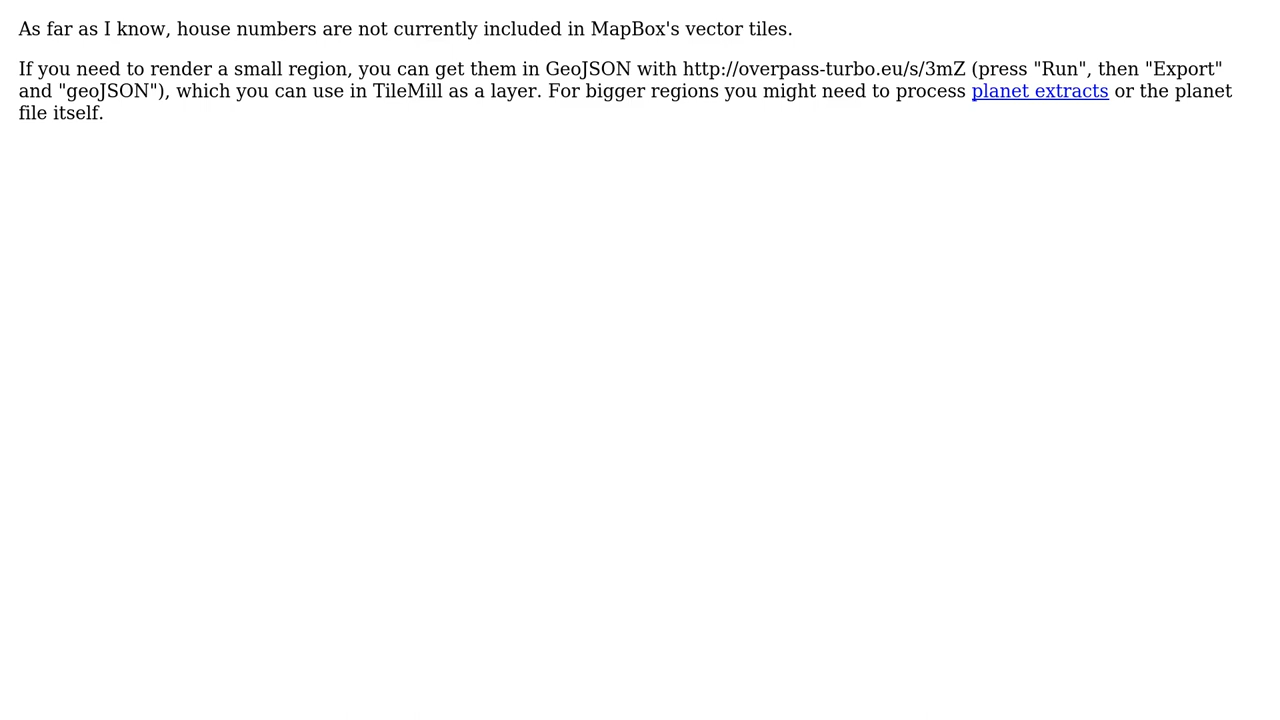 As far as I know, house numbers are not currently included in MapBox's vector tiles.
If you need to render a small region, you can get them in GeoJSON with http://overpass-turbo.eu/s/3mZ (press "Run", then "Export"
and "geoJSON"), which you can use in TileMill as a layer. For bigger regions you might need to process planet extracts or the planet
file itself.